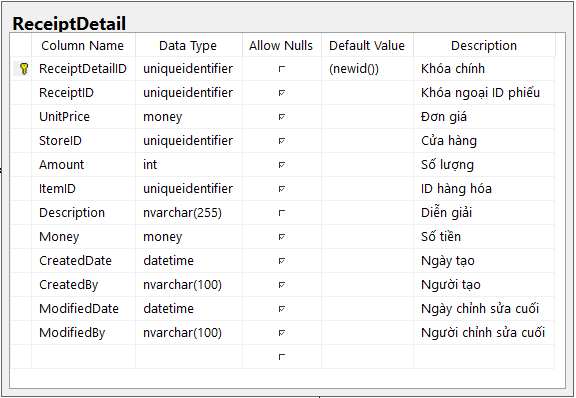 ReceiptDetail
Column Name Data Type Allow Nulls Default Value Description
ReceiptDetailID uniqueidentifier (newid()) Khóa chính
ReceiptID uniqueidentifier Khóa ngoại ID phiếu
UnitPrice money Đơn giá
StoreID uniqueidentifier Cửa hàng
Amount int Số lượng
ItemID uniqueidentifier ID hàng hóa
Description nvarchar(255) Diễn giải
Money money Số tiền
CreatedDate datetime Ngày tạo
CreatedBy nvarchar(100) Người tạo
ModifiedDate datetime Ngày chỉnh sửa cuối
ModifiedBy nvarchar(100) Người chỉnh sửa cuối